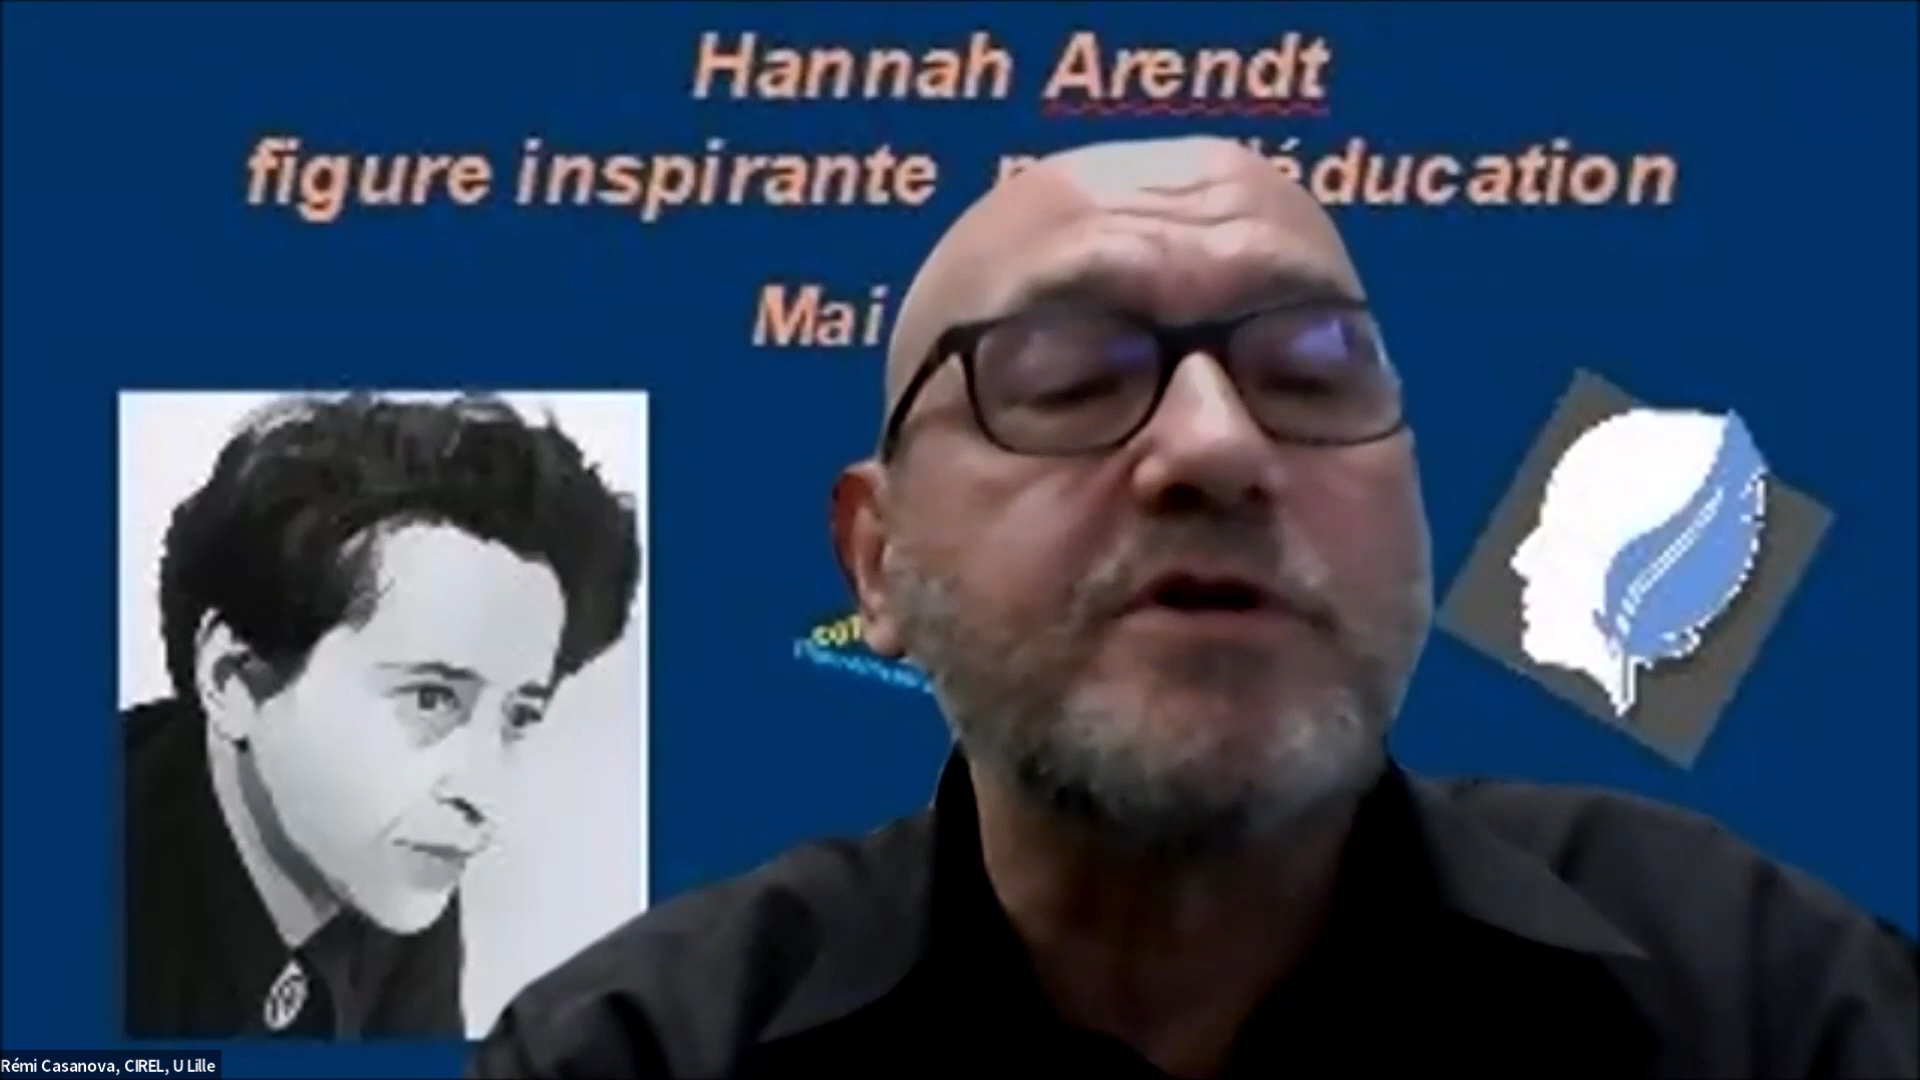 Hannah Arendt
figure inspirante l'éducation
Mai
Rémi Casanova, CIREL, U Lille